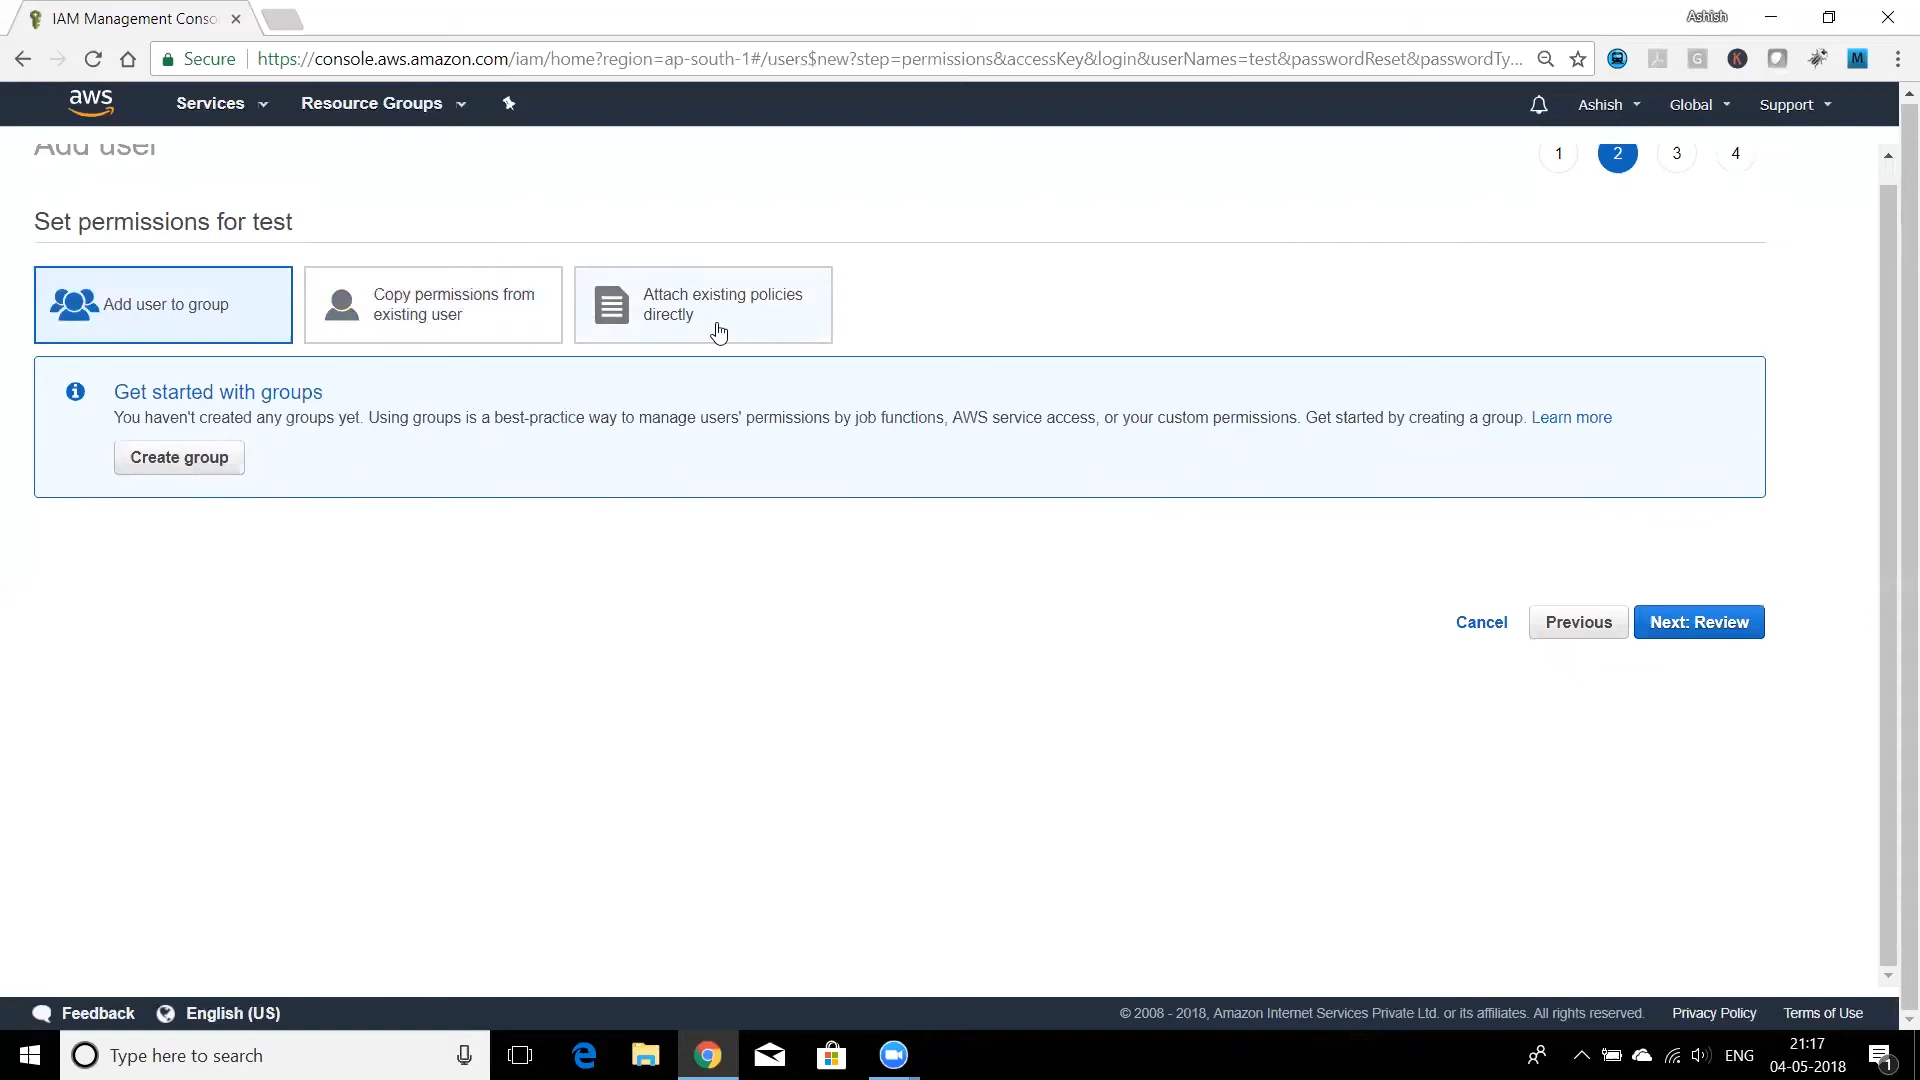 IAM Management Conso
Ashish
Secure
https://console.aws.amazon.com/iam/home?region=ap-south-1#/users$new?step=permissions&accessKey&login&userNames=test&passwordReset&passwordTy...
G
K
M
aws
Services
Resource Groups
Ashish
Global
Support
Add user
1
2
3
4
Set permissions for test
Add user to group
Copy permissions from
existing user
Attach existing policies
directly
Get started with groups
You haven't created any groups yet. Using groups is a best-practice way to manage users' permissions by job functions, AWS service access, or your custom permissions. Get started by creating a group. Learn more
Create group
Cancel
Previous
Next: Review
Feedback
English (US)
© 2008 - 2018, Amazon Internet Services Private Ltd. or its affiliates. All rights reserved.
Privacy Policy
Terms of Use
Type here to search
ENG
21:17
04-05-2018
1